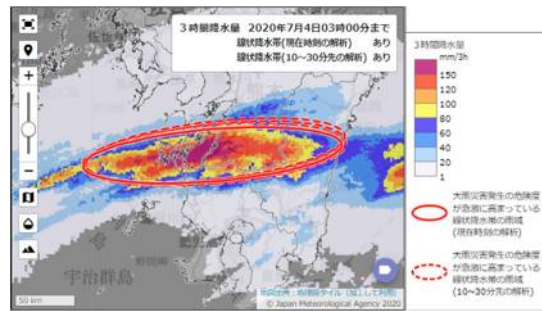 3時間降水量 2020年7月4日03時00分まで
線状降水帯(現在時刻の解析) あり
線状降水帯(10~30分先の解析) あり
宇治群島
50 km
© Japan Meteorological Agency 2020
3時間降水量
mm/3h
150
120
100
80
60
40
20
1
大雨災害発生の危険度
が急激に高まっている
線状降水帯の雨域
(現在時刻の解析)
大雨災害発生の危険度
が急激に高まっている
線状降水帯の雨域
(10~30分先の解析)